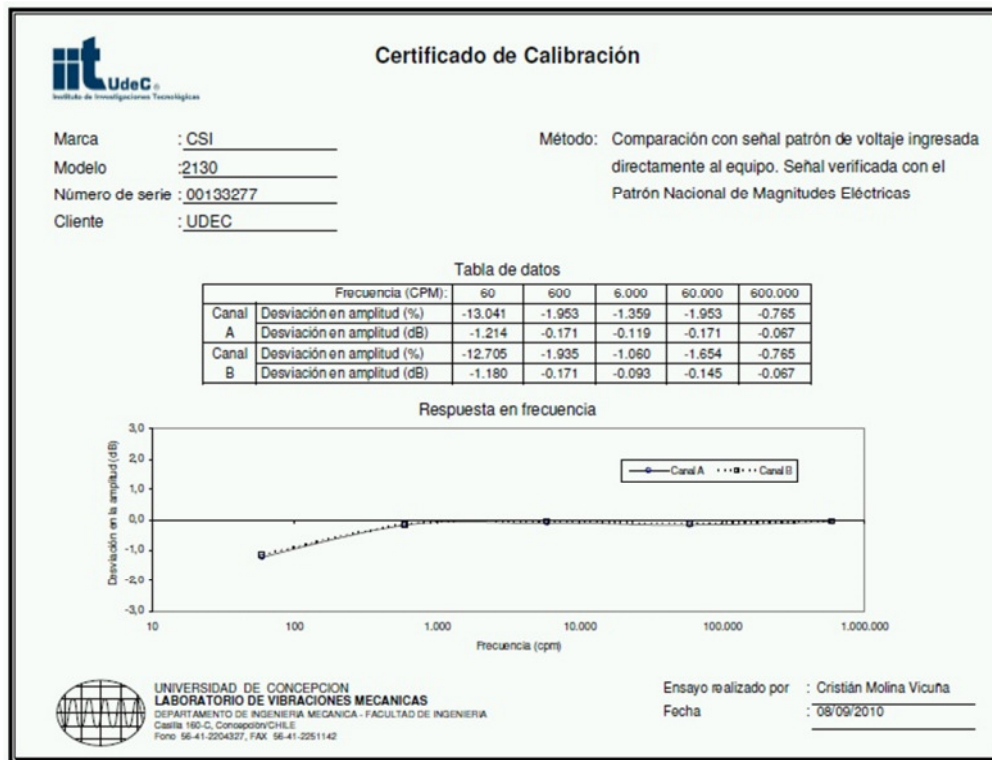 iit UdeC ®
Instituto de Investigaciones Tecnológicas
Certificado de Calibración
Marca : CSI
Modelo :2130
Número de serie : 00133277
Cliente : UDEC
Método: Comparación con señal patrón de voltaje ingresada
directamente al equipo. Señal verificada con el
Patrón Nacional de Magnitudes Eléctricas
Tabla de datos
Frecuencia (CPM): 60 600 6.000 60.000 600.000
Canal A Desviación en amplitud (%) -13.041 -1.953 -1.359 -1.953 -0.765
Desviación en amplitud (dB) -1.214 -0.171 -0.119 -0.171 -0.067
Canal B Desviación en amplitud (%) -12.705 -1.935 -1.060 -1.654 -0.765
Desviación en amplitud (dB) -1.180 -0.171 -0.093 -0.145 -0.067
Respuesta en frecuencia
Desviación en la amplitud (dB)
3,0
2,0
1,0
0,0
-1,0
-2,0
-3,0
Canal A Canal B
10 100 1.000 10.000 100.000 1.000.000
Frecuencia (cpm)
UNIVERSIDAD DE CONCEPCION
LABORATORIO DE VIBRACIONES MECANICAS
DEPARTAMENTO DE INGENIERIA MECANICA - FACULTAD DE INGENIERIA
Casilla 160-C, Concepción/CHILE
Fono 56-41-2204327, FAX 56-41-2251142
Ensayo realizado por : Cristián Molina Vicuña
Fecha : 08/09/2010